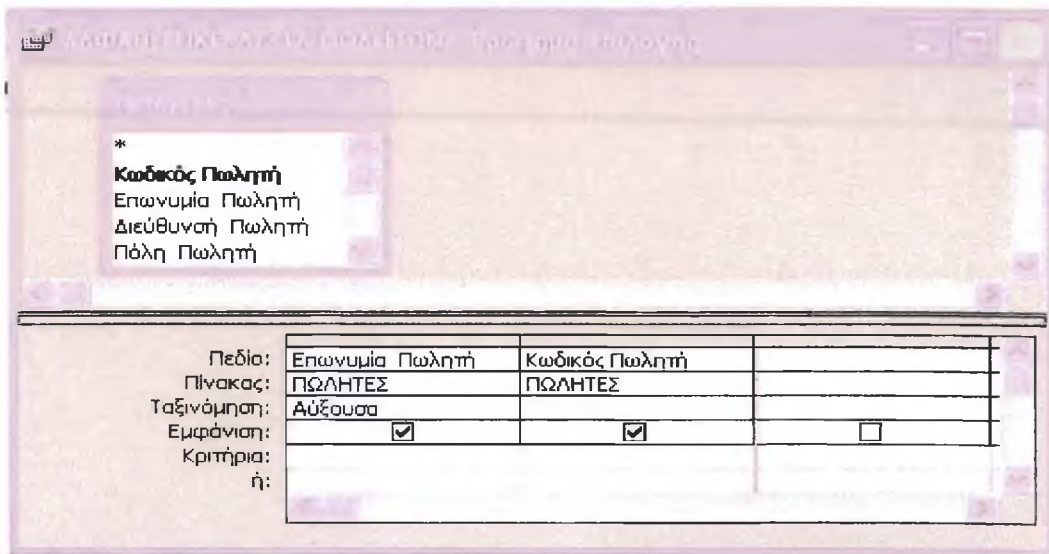 *
Κωδικός Πωλητή
Επωνυμία Πωλητή
Διεύθυνσή Πωλητή
Πόλη Πωλητή
Πεδίο: Επωνυμία Πωλητή Κωδικός Πωλητή
Πίνακας: ΠΩΛΗΤΕΣ ΠΩΛΗΤΕΣ
Ταξινόμηση: Αύξουσα
Εμφάνιση:
Κριτήρια:
ή: